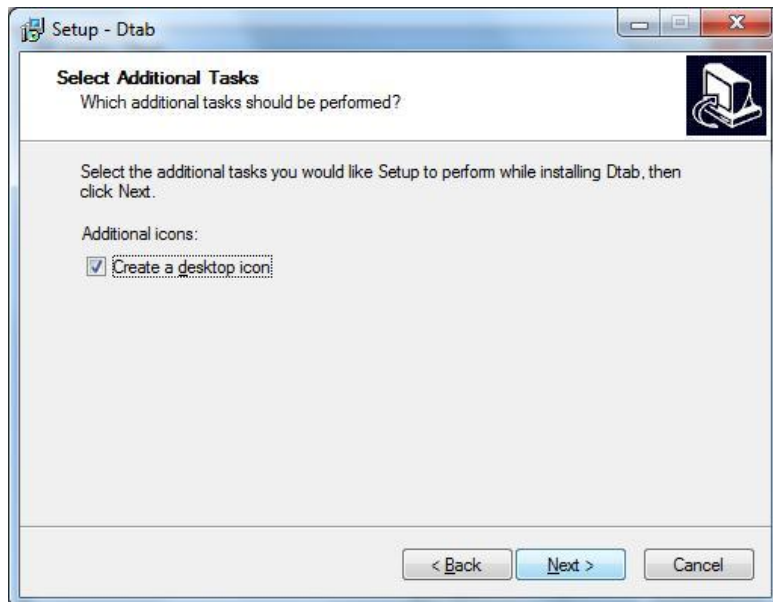 Setup - Dtab
Select Additional Tasks
Which additional tasks should be performed?
Select the additional tasks you would like Setup to perform while installing Dtab, then
click Next.
Additional icons:
Create a desktop icon
< Back
Next >
Cancel